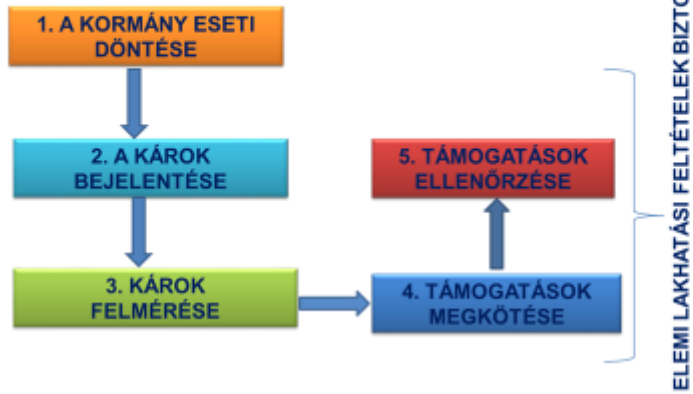 1. A KORMÁNY ESETI
DÖNTÉSE
2. A KÁROK
BEJELENTÉSE
3. KÁROK
FELMÉRÉSE
4. TÁMOGATÁSOK
MEGKÖTÉSE
5. TÁMOGATÁSOK
ELLENŐRZÉSE
ELEMI LAKHATÁSI FELTÉTELEK